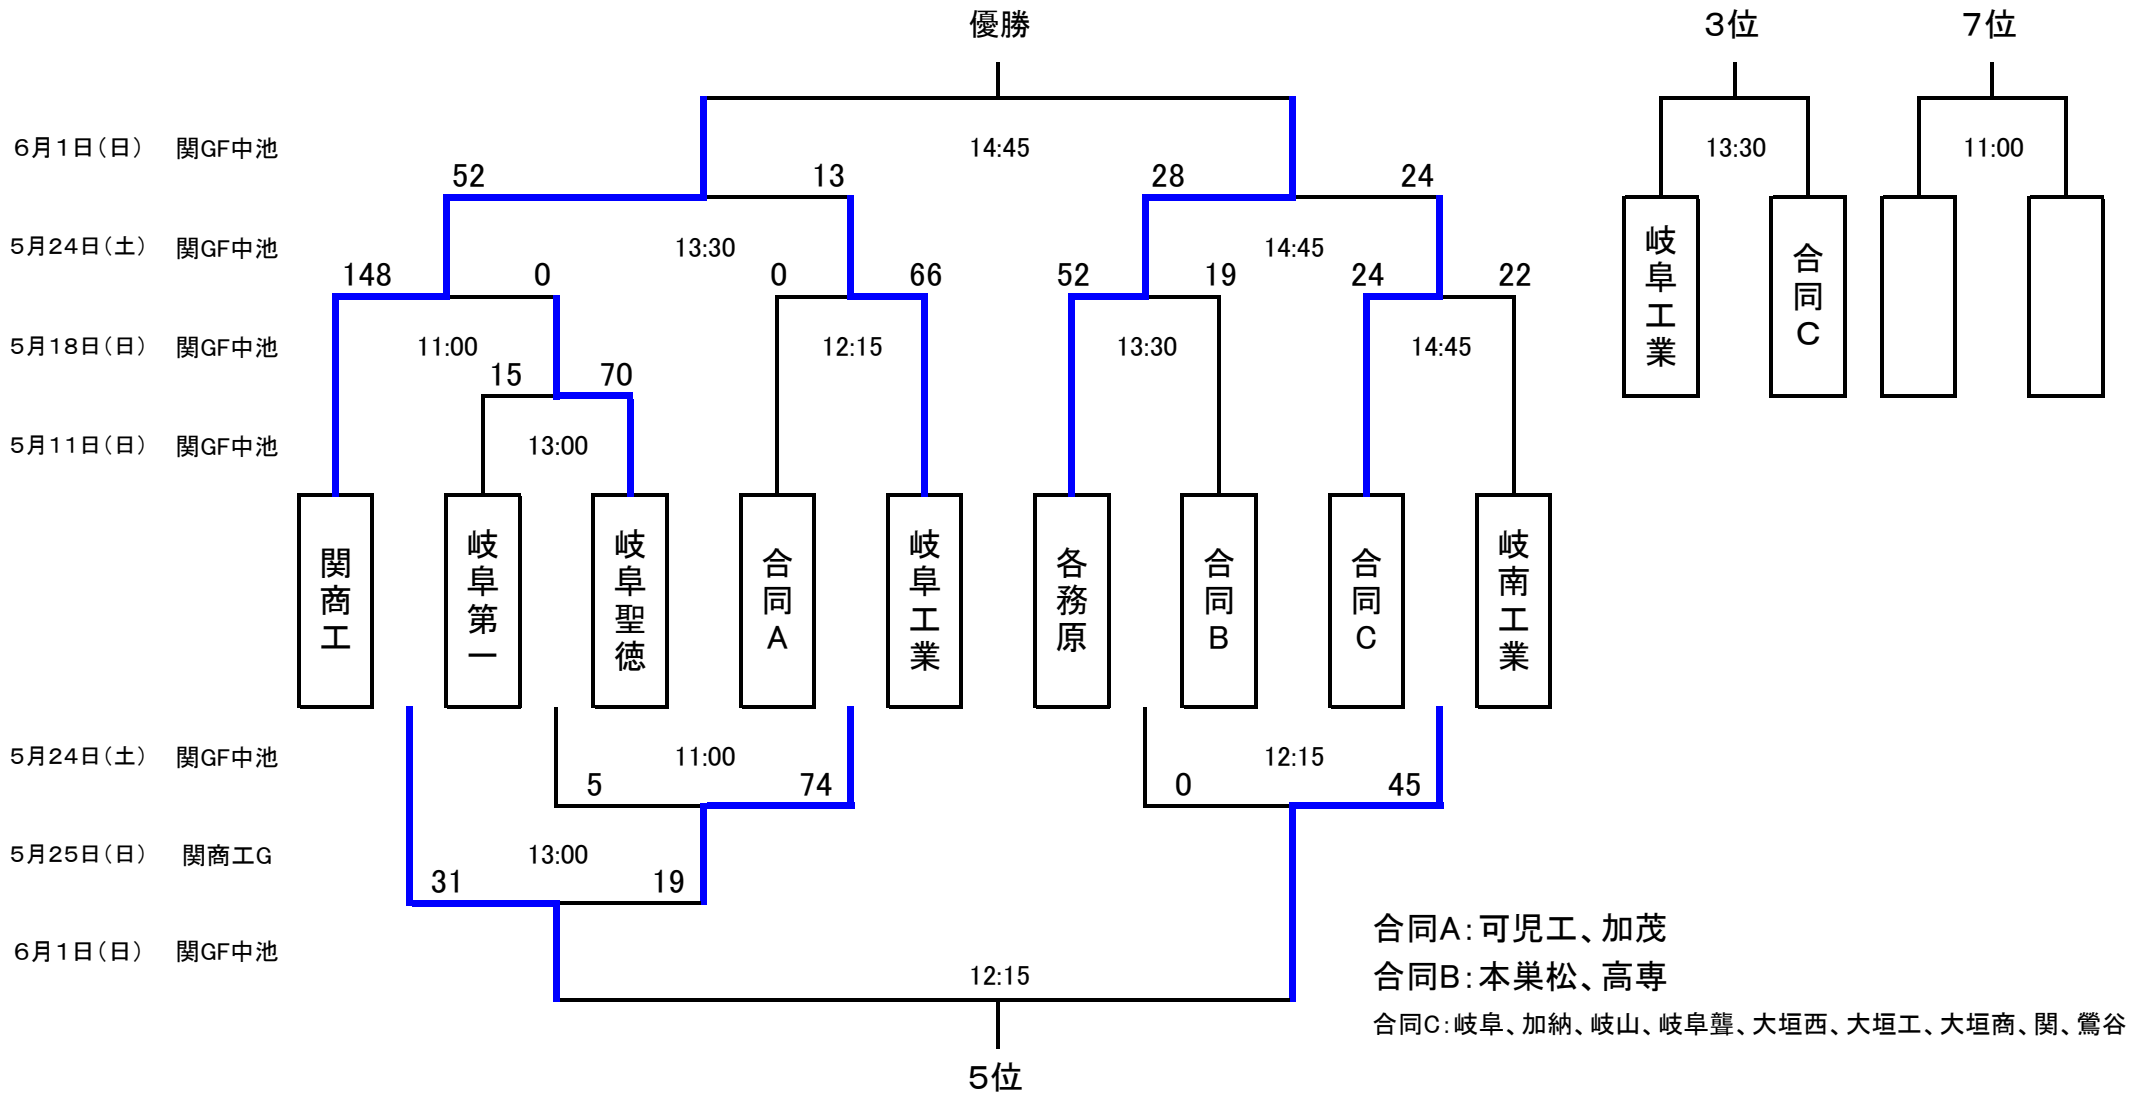 優勝
3位
7位
6月1日(日) 関GF中池
14:45
13:30
11:00
52
13
28
24
5月24日(土) 関GF中池
13:30
14:45
148
0
0
66
52
19
24
22
岐阜工業
合同C
5月18日(日) 関GF中池
11:00
12:15
13:30
14:45
15
70
5月11日(日) 関GF中池
13:00
関商工
岐阜第一
岐阜聖徳
合同A
岐阜工業
各務原
合同B
合同C
岐南工業
5月24日(土) 関GF中池
11:00
12:15
5
74
0
45
5月25日(日) 関商工G
13:00
31
19
6月1日(日) 関GF中池
12:15
5位
合同A:可児工、加茂
合同B:本巣松、高専
合同C:岐阜、加納、岐山、岐阜聾、大垣西、大垣工、大垣商、関、鶯谷